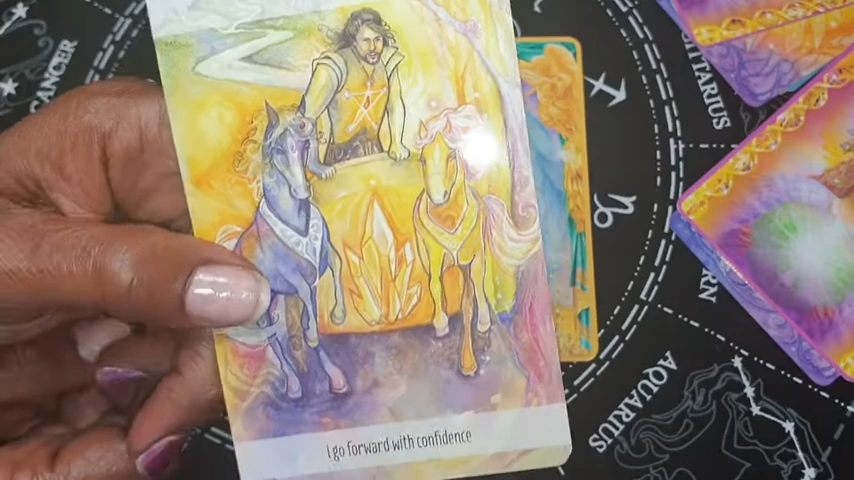 CANCER
SAGITTARIUS
AQUARIUS
I go forward with confidence.